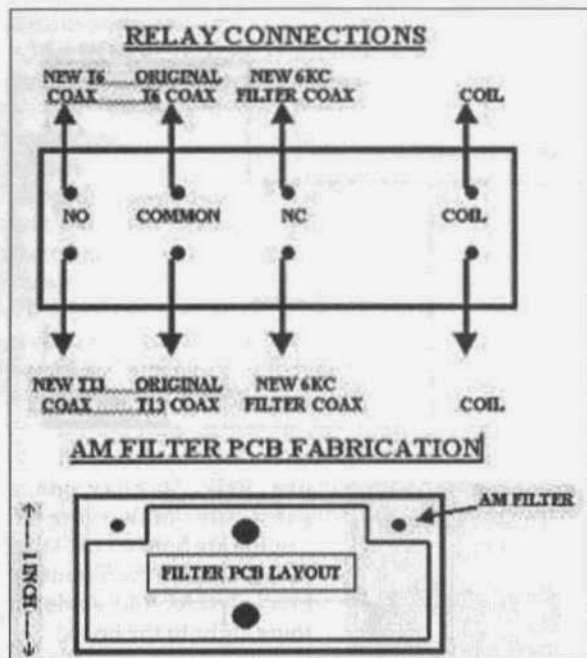 RELAY CONNECTIONS
NEW T6 ORIGINAL NEW 6KC
COAX T6 COAX FILTER COAX COIL
NO COMMON NC COIL
NEW T13 ORIGINAL NEW 6KC
COAX T13 COAX FILTER COAX COIL
AM FILTER PCB FABRICATION
AM FILTER
FILTER PCB LAYOUT
1 INCH